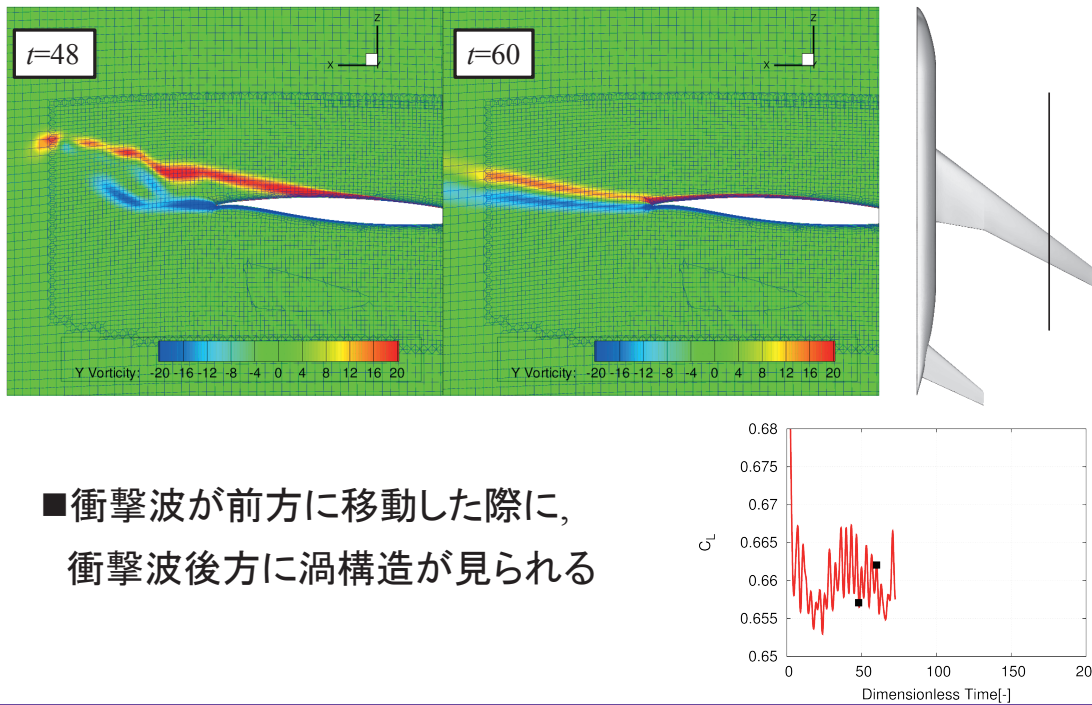 t=48
z
x
Y Vorticity: -20 -16 -12 -8 -4 0 4 8 12 16 20
t=60
z
x
Y Vorticity: -20 -16 -12 -8 -4 0 4 8 12 16 20
■衝撃波が前方に移動した際に,
衝撃波後方に渦構造が見られる
0.68
0.675
0.67
0.665
0.66
0.655
0.65
CL
0 50 100 150 20
Dimensionless Time[-]